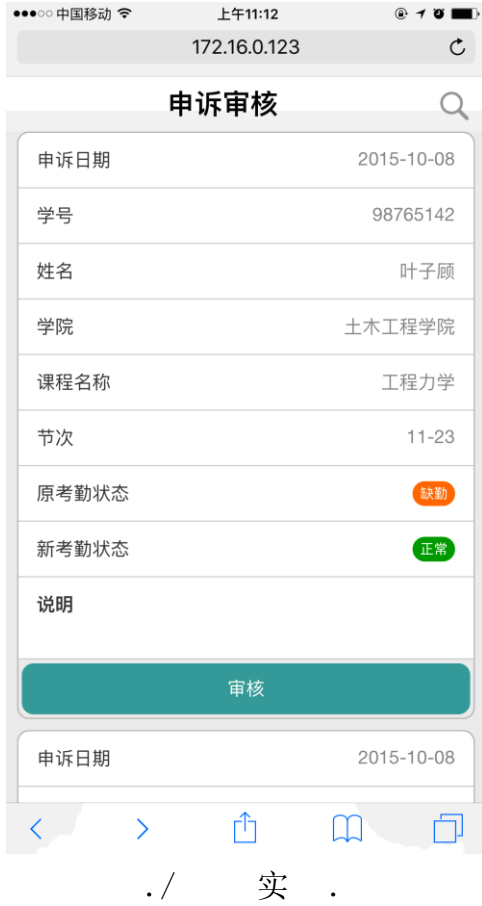 中国移动 上午11:12
172.16.0.123
申诉审核
申诉日期 2015-10-08
学号 98765142
姓名 叶子顾
学院 土木工程学院
课程名称 工程力学
节次 11-23
原考勤状态 缺勤
新考勤状态 正常
说明
审核
申诉日期 2015-10-08
./ 实 .